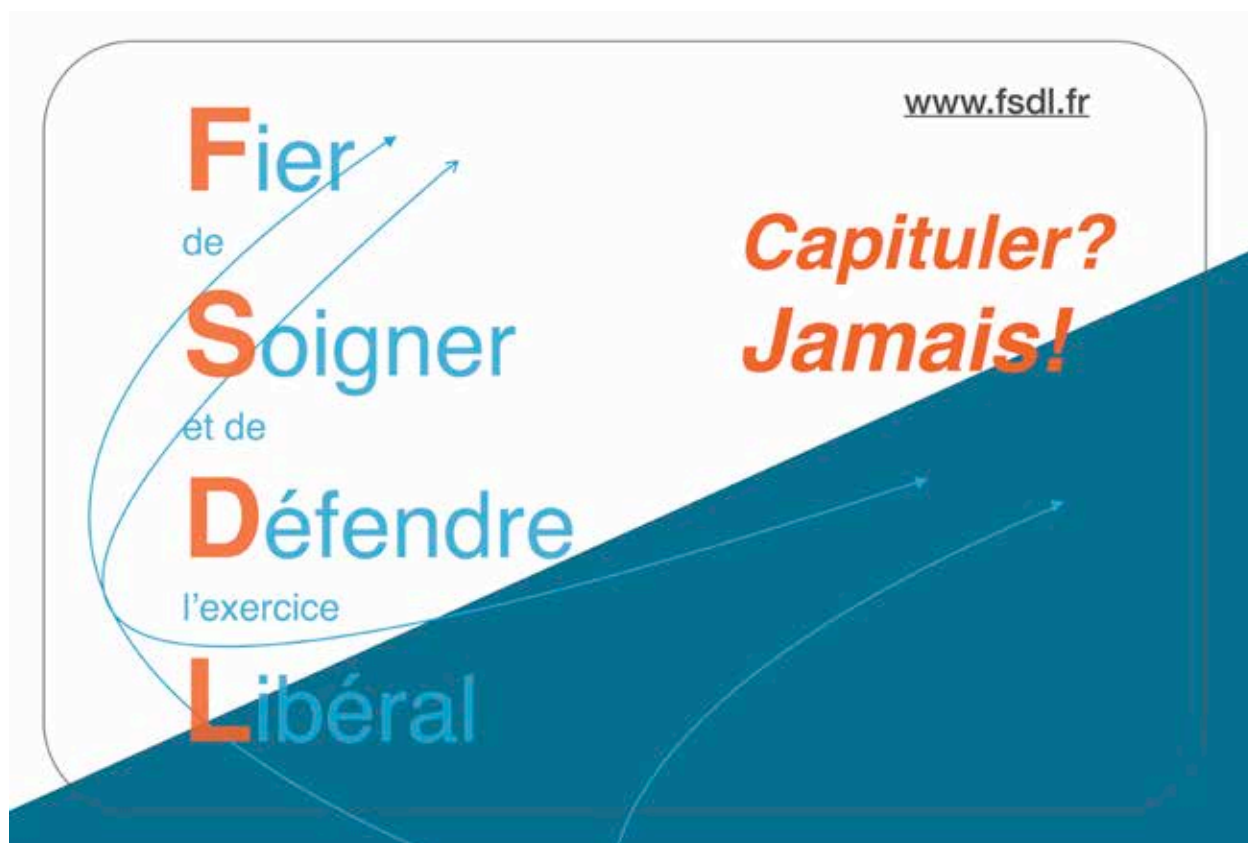 www.fsdl.fr
Fier
de
Soigner
et de
Défendre
l'exercice
Libéral
Capituler?
Jamais!